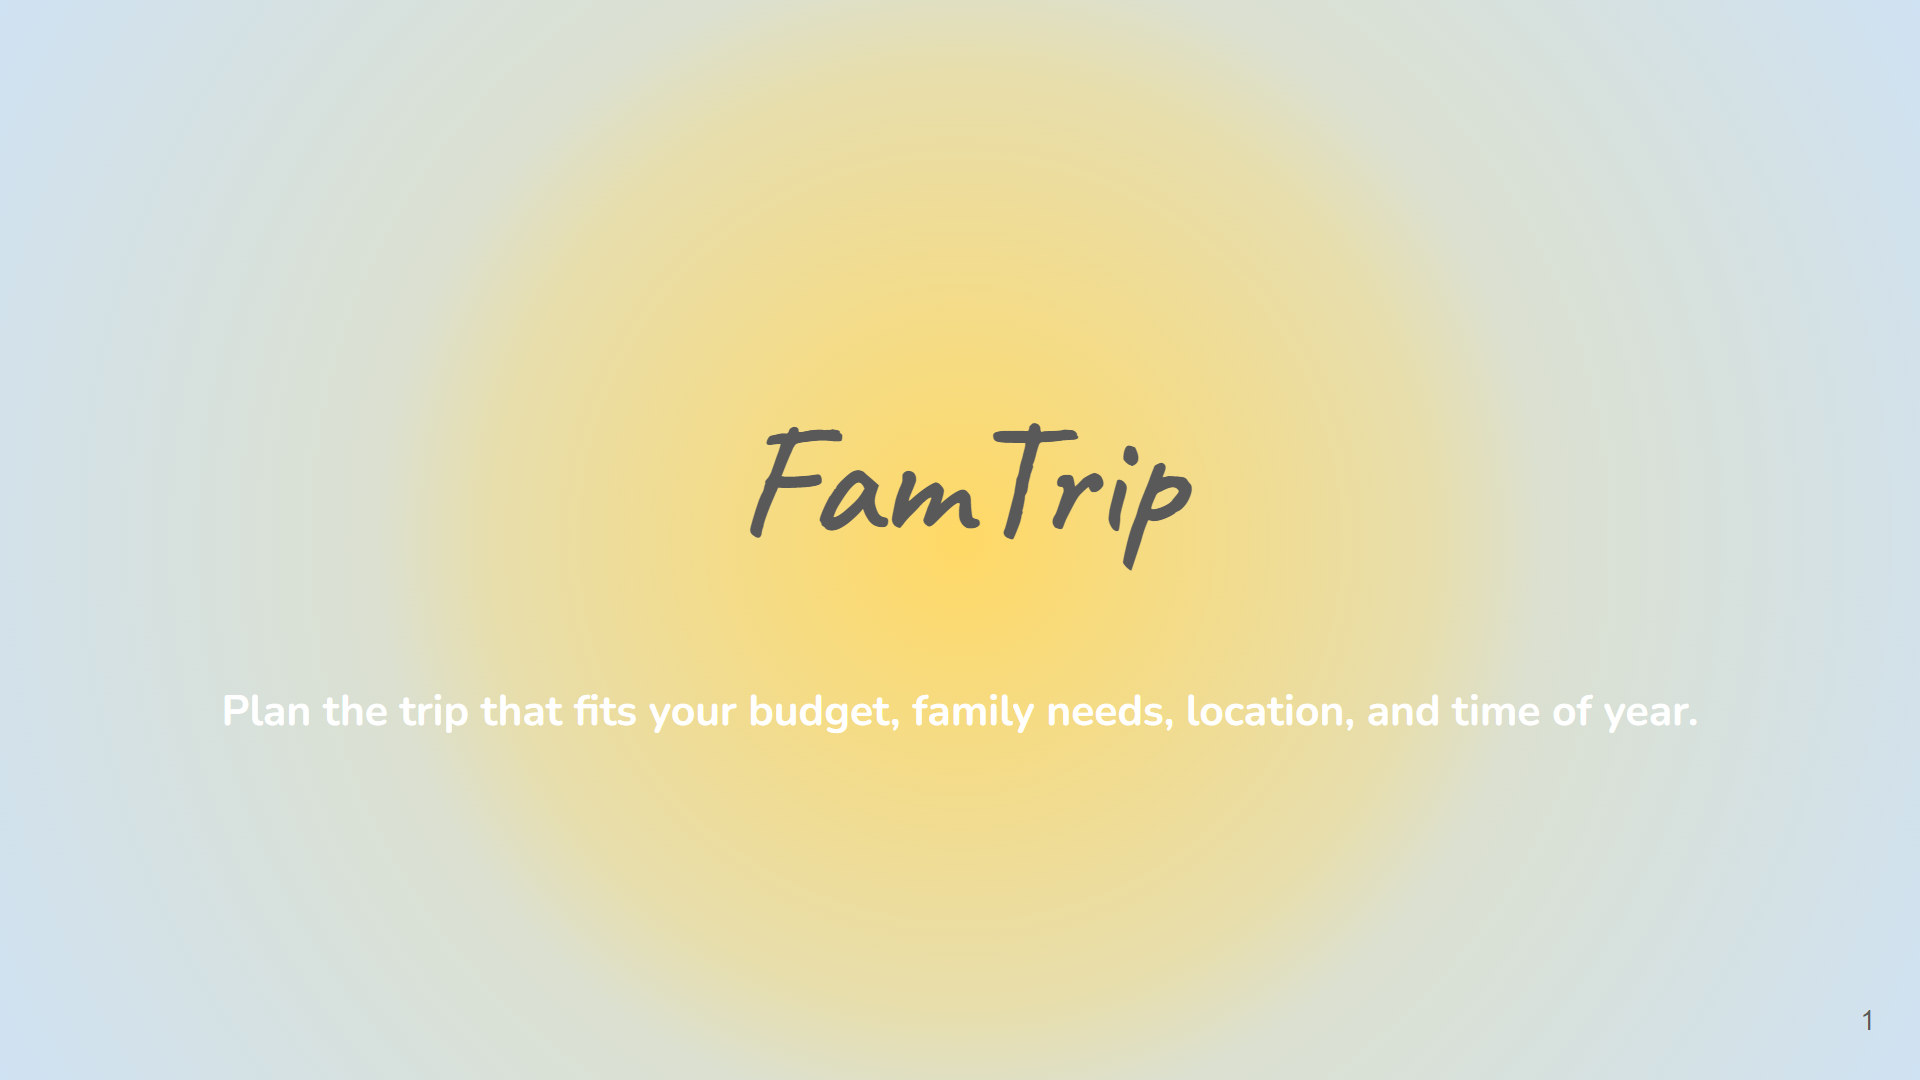 FamTrip
Plan the trip that fits your budget, family needs, location, and time of year.
1